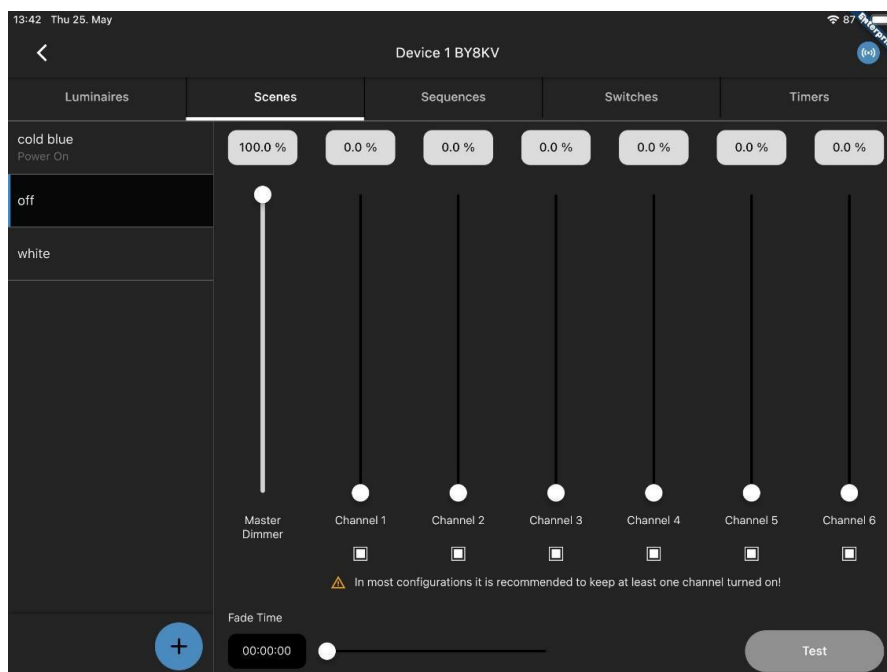 13:42 Thu 25. May
87
Enterpri
Device 1 BY8KV
Luminaires Scenes Sequences Switches Timers
cold blue
Power On
off
white
100.0 % 0.0 % 0.0 % 0.0 % 0.0 % 0.0 % 0.0 %
Master
Dimmer
Channel 1 Channel 2 Channel 3 Channel 4 Channel 5 Channel 6
In most configurations it is recommended to keep at least one channel turned on!
Fade Time
00:00:00
+
Test